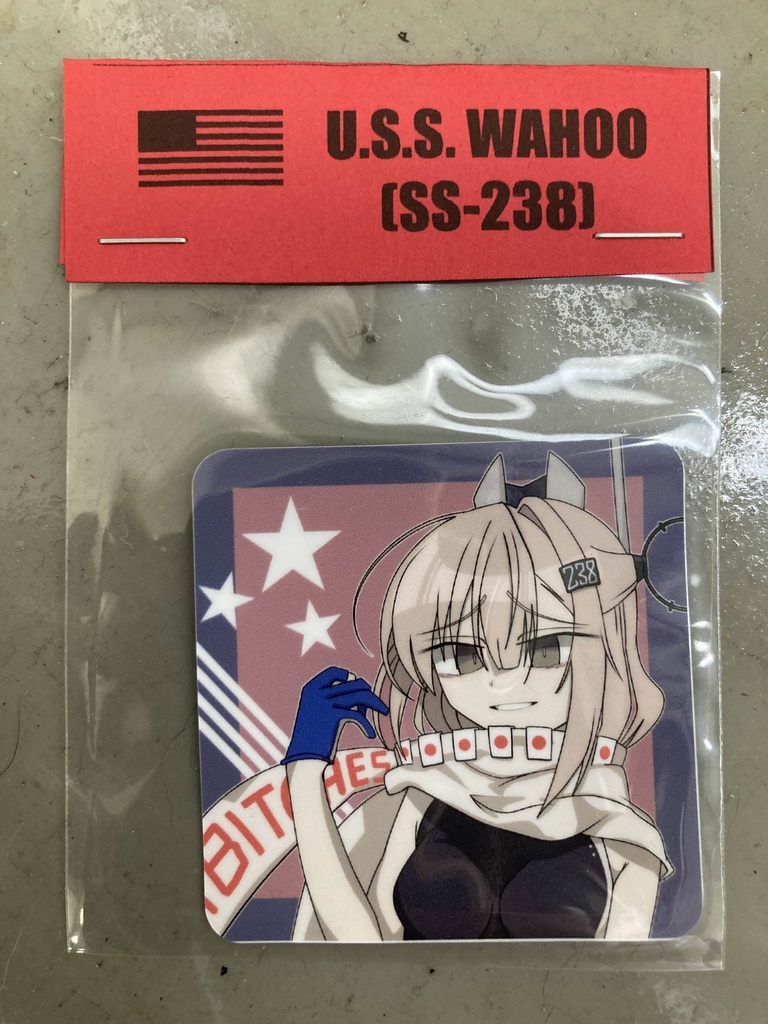 U.S.S. WAHOO
(SS-238)
238
BITCHES